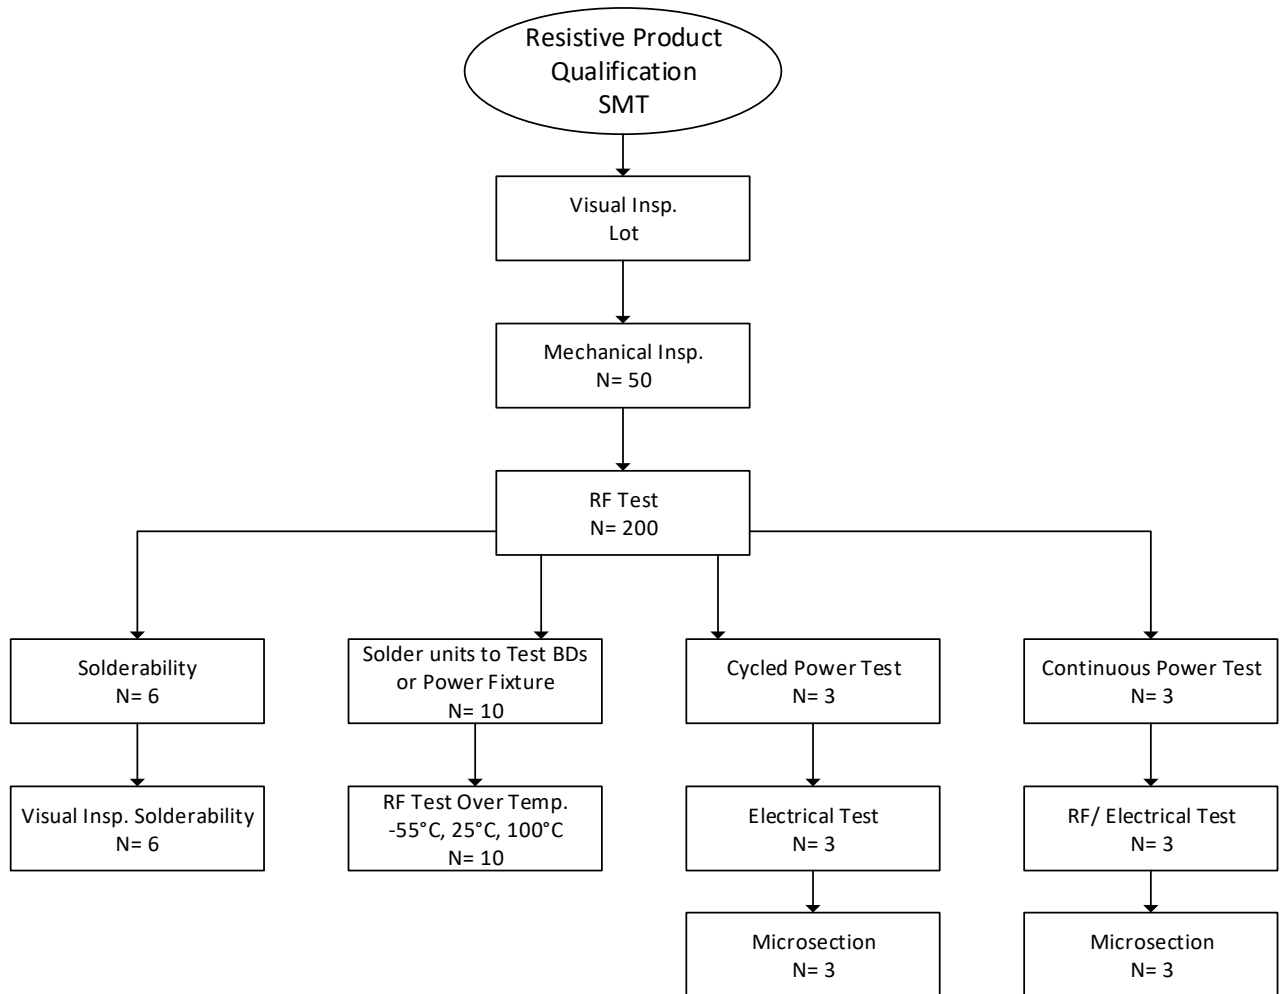 Resistive Product
Qualification
SMT
Visual Insp.
Lot
Mechanical Insp.
N= 50
RF Test
N= 200
Solderability
N= 6
Solder units to Test BDs
or Power Fixture
N= 10
Cycled Power Test
N= 3
Continuous Power Test
N= 3
Visual Insp. Solderability
N= 6
RF Test Over Temp.
-55°C, 25°C, 100°C
N= 10
Electrical Test
N= 3
RF/ Electrical Test
N= 3
Microsection
N= 3
Microsection
N= 3